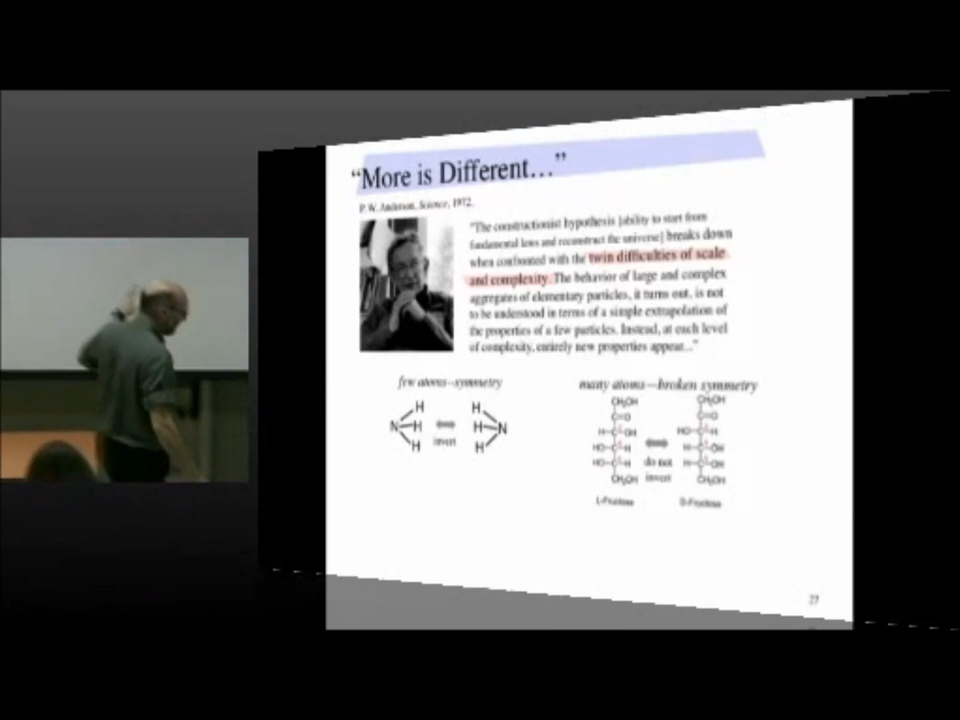 “More is Different...”
P. W. Anderson, Science, 1972.
"The constructionist hypothesis [ability to start from
fundamental laws and reconstruct the universe] breaks down
when confronted with the twin difficulties of scale
and complexity. The behavior of large and complex
aggregates of elementary particles, it turns out, is not
to be understood in terms of a simple extrapolation of
the properties of a few particles. Instead, at each level
of complexity, entirely new properties appear..."
few atoms--symmetry
many atoms—broken symmetry
H H CH₂OH CH₂OH
C=O C=O
N H H N H-C-OH HO-C-H
invert HO-C-H H-C-OH
H H HO-C-H do not H-C-OH
CH₂OH invert CH₂OH
L-Fructose D-Fructose